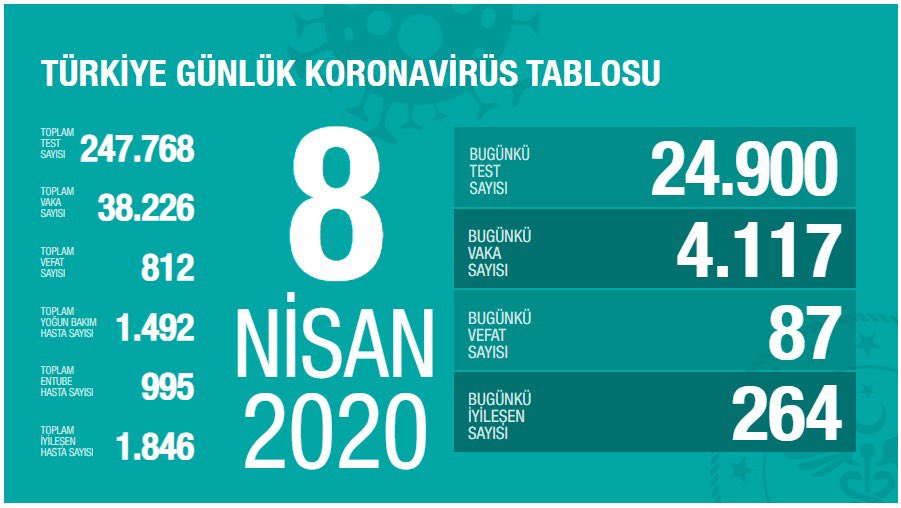 TÜRKİYE GÜNLÜK KORONAVİRÜS TABLOSU
TOPLAM
TEST
SAYISI
247.768
TOPLAM
VAKA
SAYISI
38.226
TOPLAM
VEFAT
SAYISI
812
TOPLAM
YOĞUN BAKIM
HASTA SAYISI
1.492
TOPLAM
ENTUBE
HASTA SAYISI
995
TOPLAM
İYİLEŞEN
HASTA SAYISI
1.846
8
NİSAN
2020
BUGÜNKÜ
TEST
SAYISI
24.900
BUGÜNKÜ
VAKA
SAYISI
4.117
BUGÜNKÜ
VEFAT
SAYISI
87
BUGÜNKÜ
İYİLEŞEN
SAYISI
264